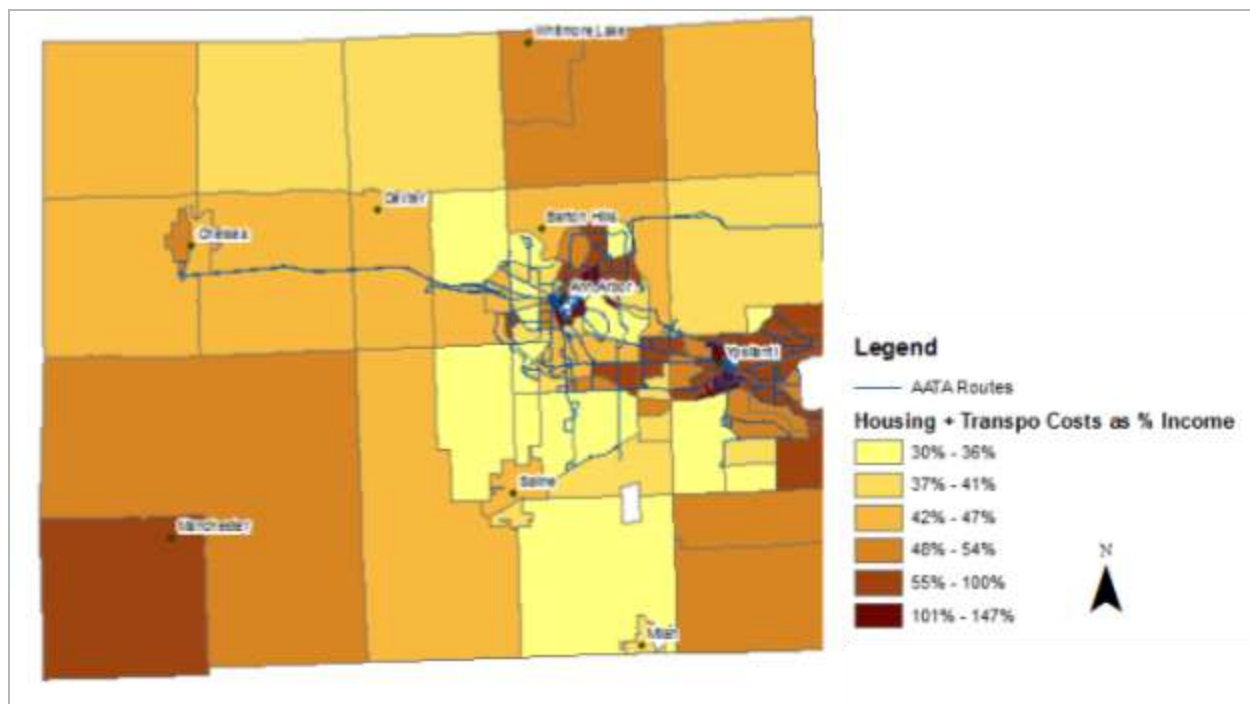 Whitmore Lake
Dexter
Barton Hills
Chelsea
Ann Arbor
Ypsilanti
Saline
Manchester
Milan
Legend
AATA Routes
Housing + Transpo Costs as % Income
30% - 36%
37% - 41%
42% - 47%
48% - 54%
55% - 100%
101% - 147%
N